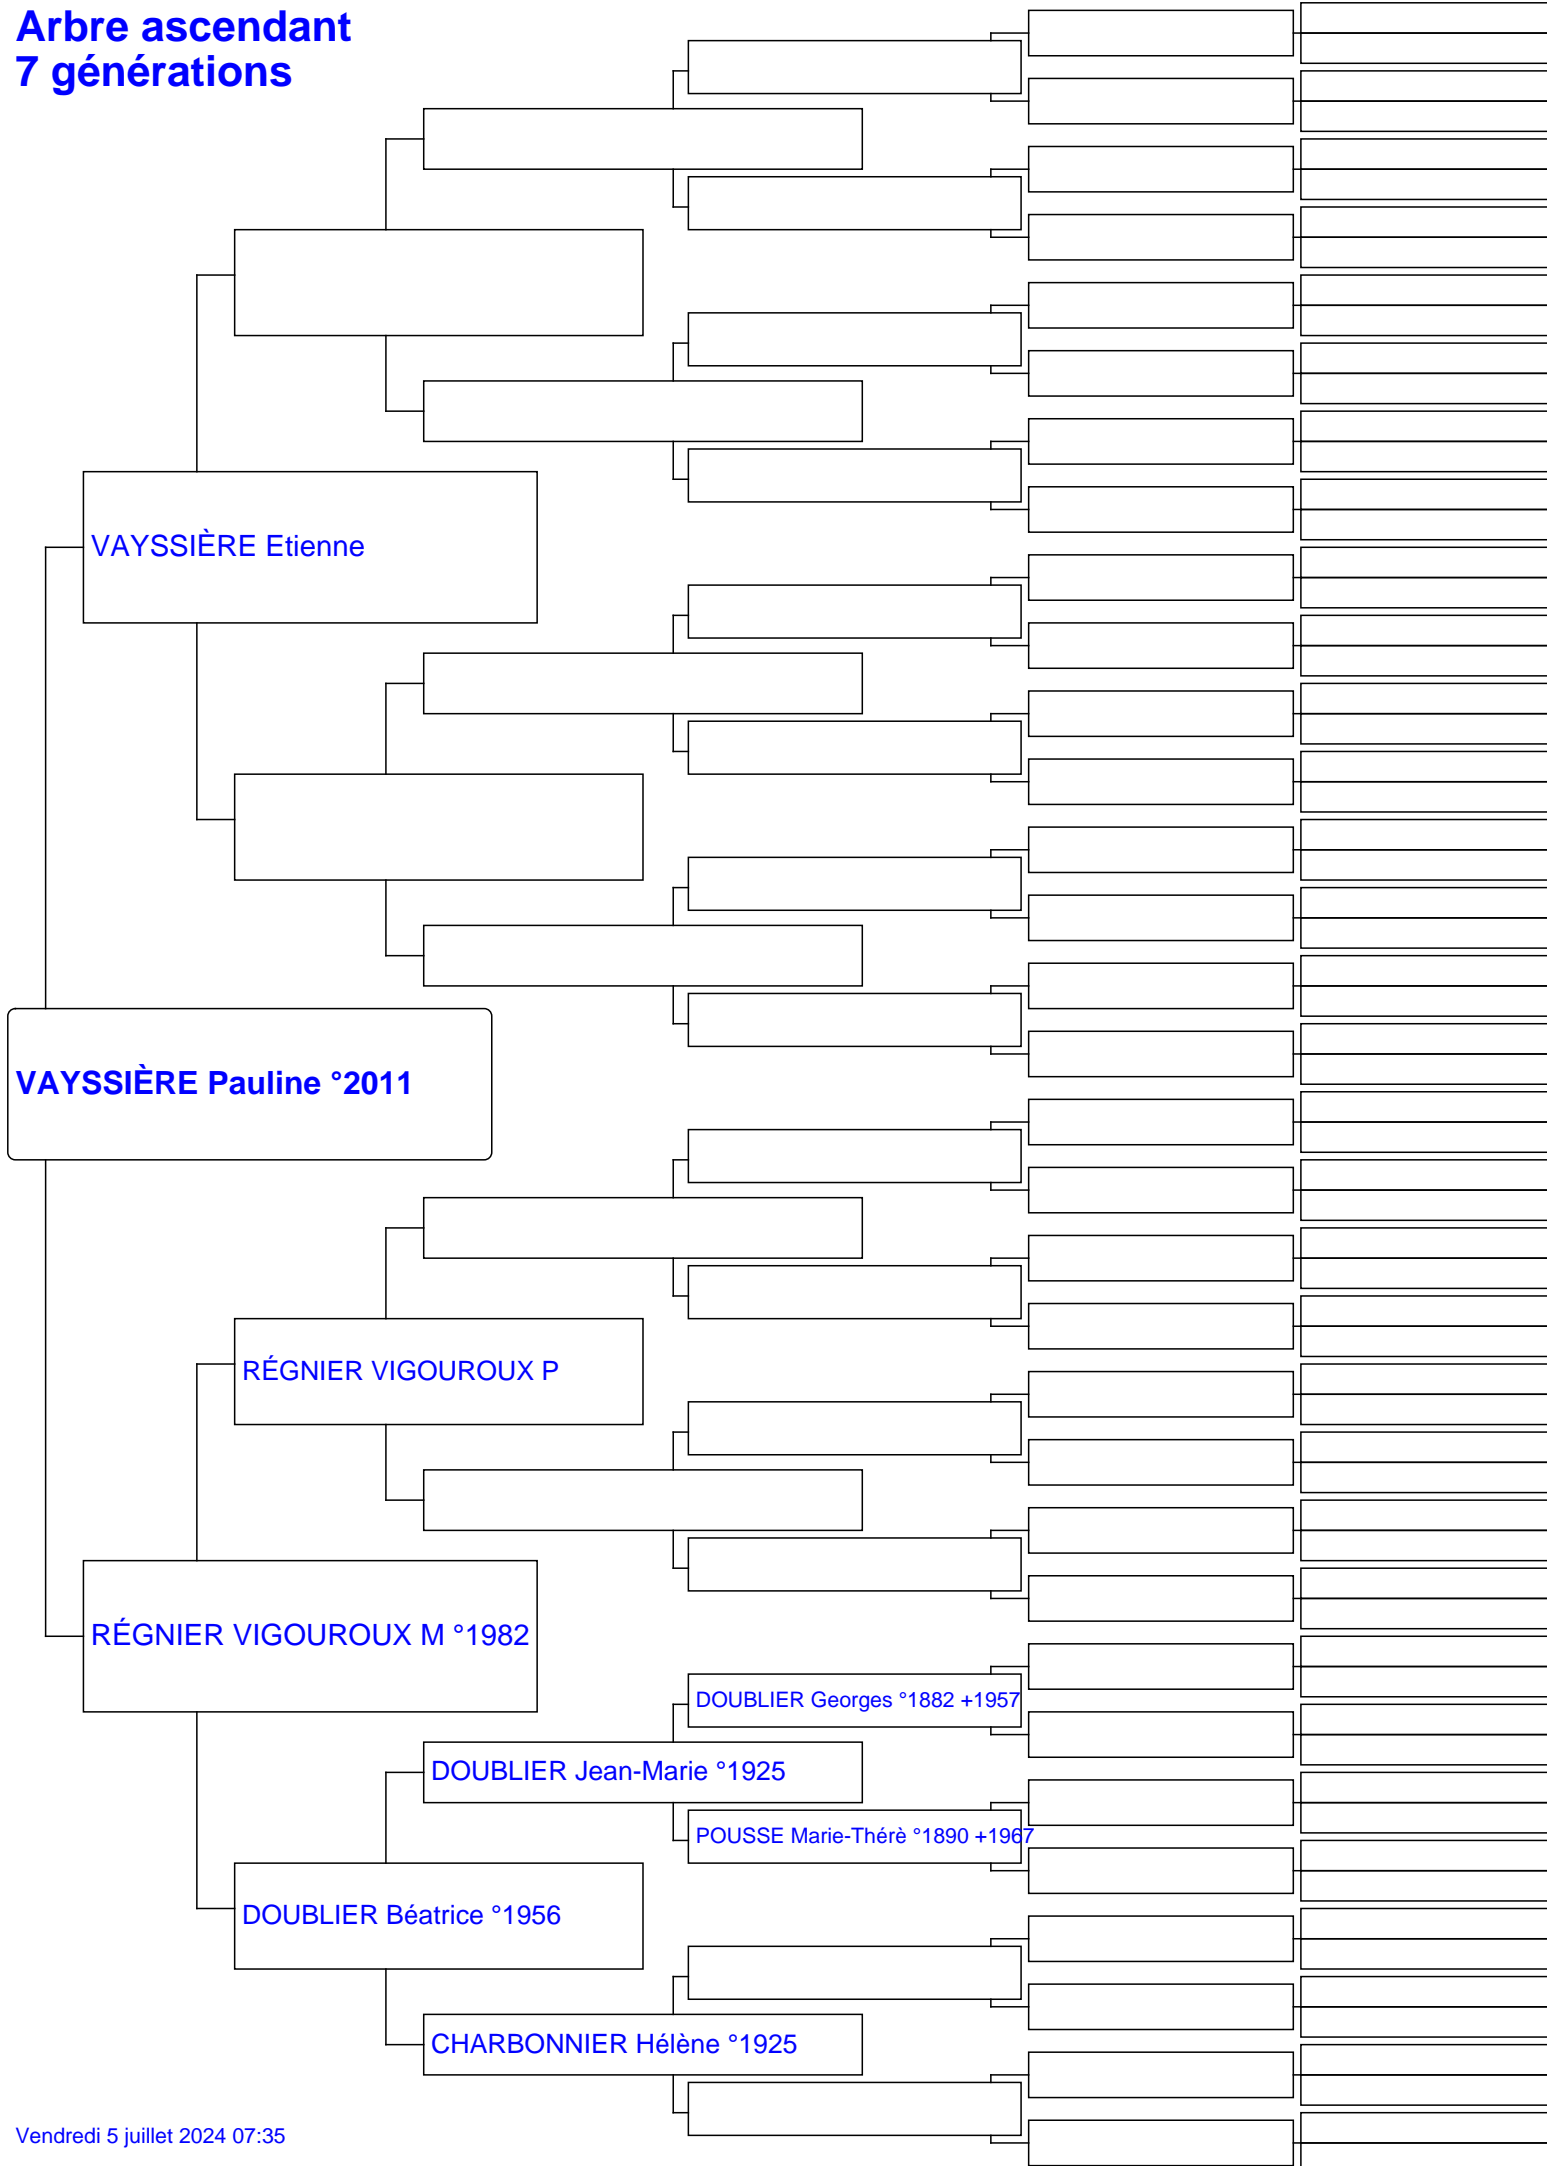 Arbre ascendant
7 générations
VAYSSIÈRE Etienne
VAYSSIÈRE Pauline °2011
RÉGNIER VIGOUROUX P
RÉGNIER VIGOUROUX M °1982
DOUBLIER Georges °1882 +1957
DOUBLIER Jean-Marie °1925
POUSSE Marie-Thérè °1890 +1967
DOUBLIER Béatrice °1956
CHARBONNIER Hélène °1925
Vendredi 5 juillet 2024 07:35